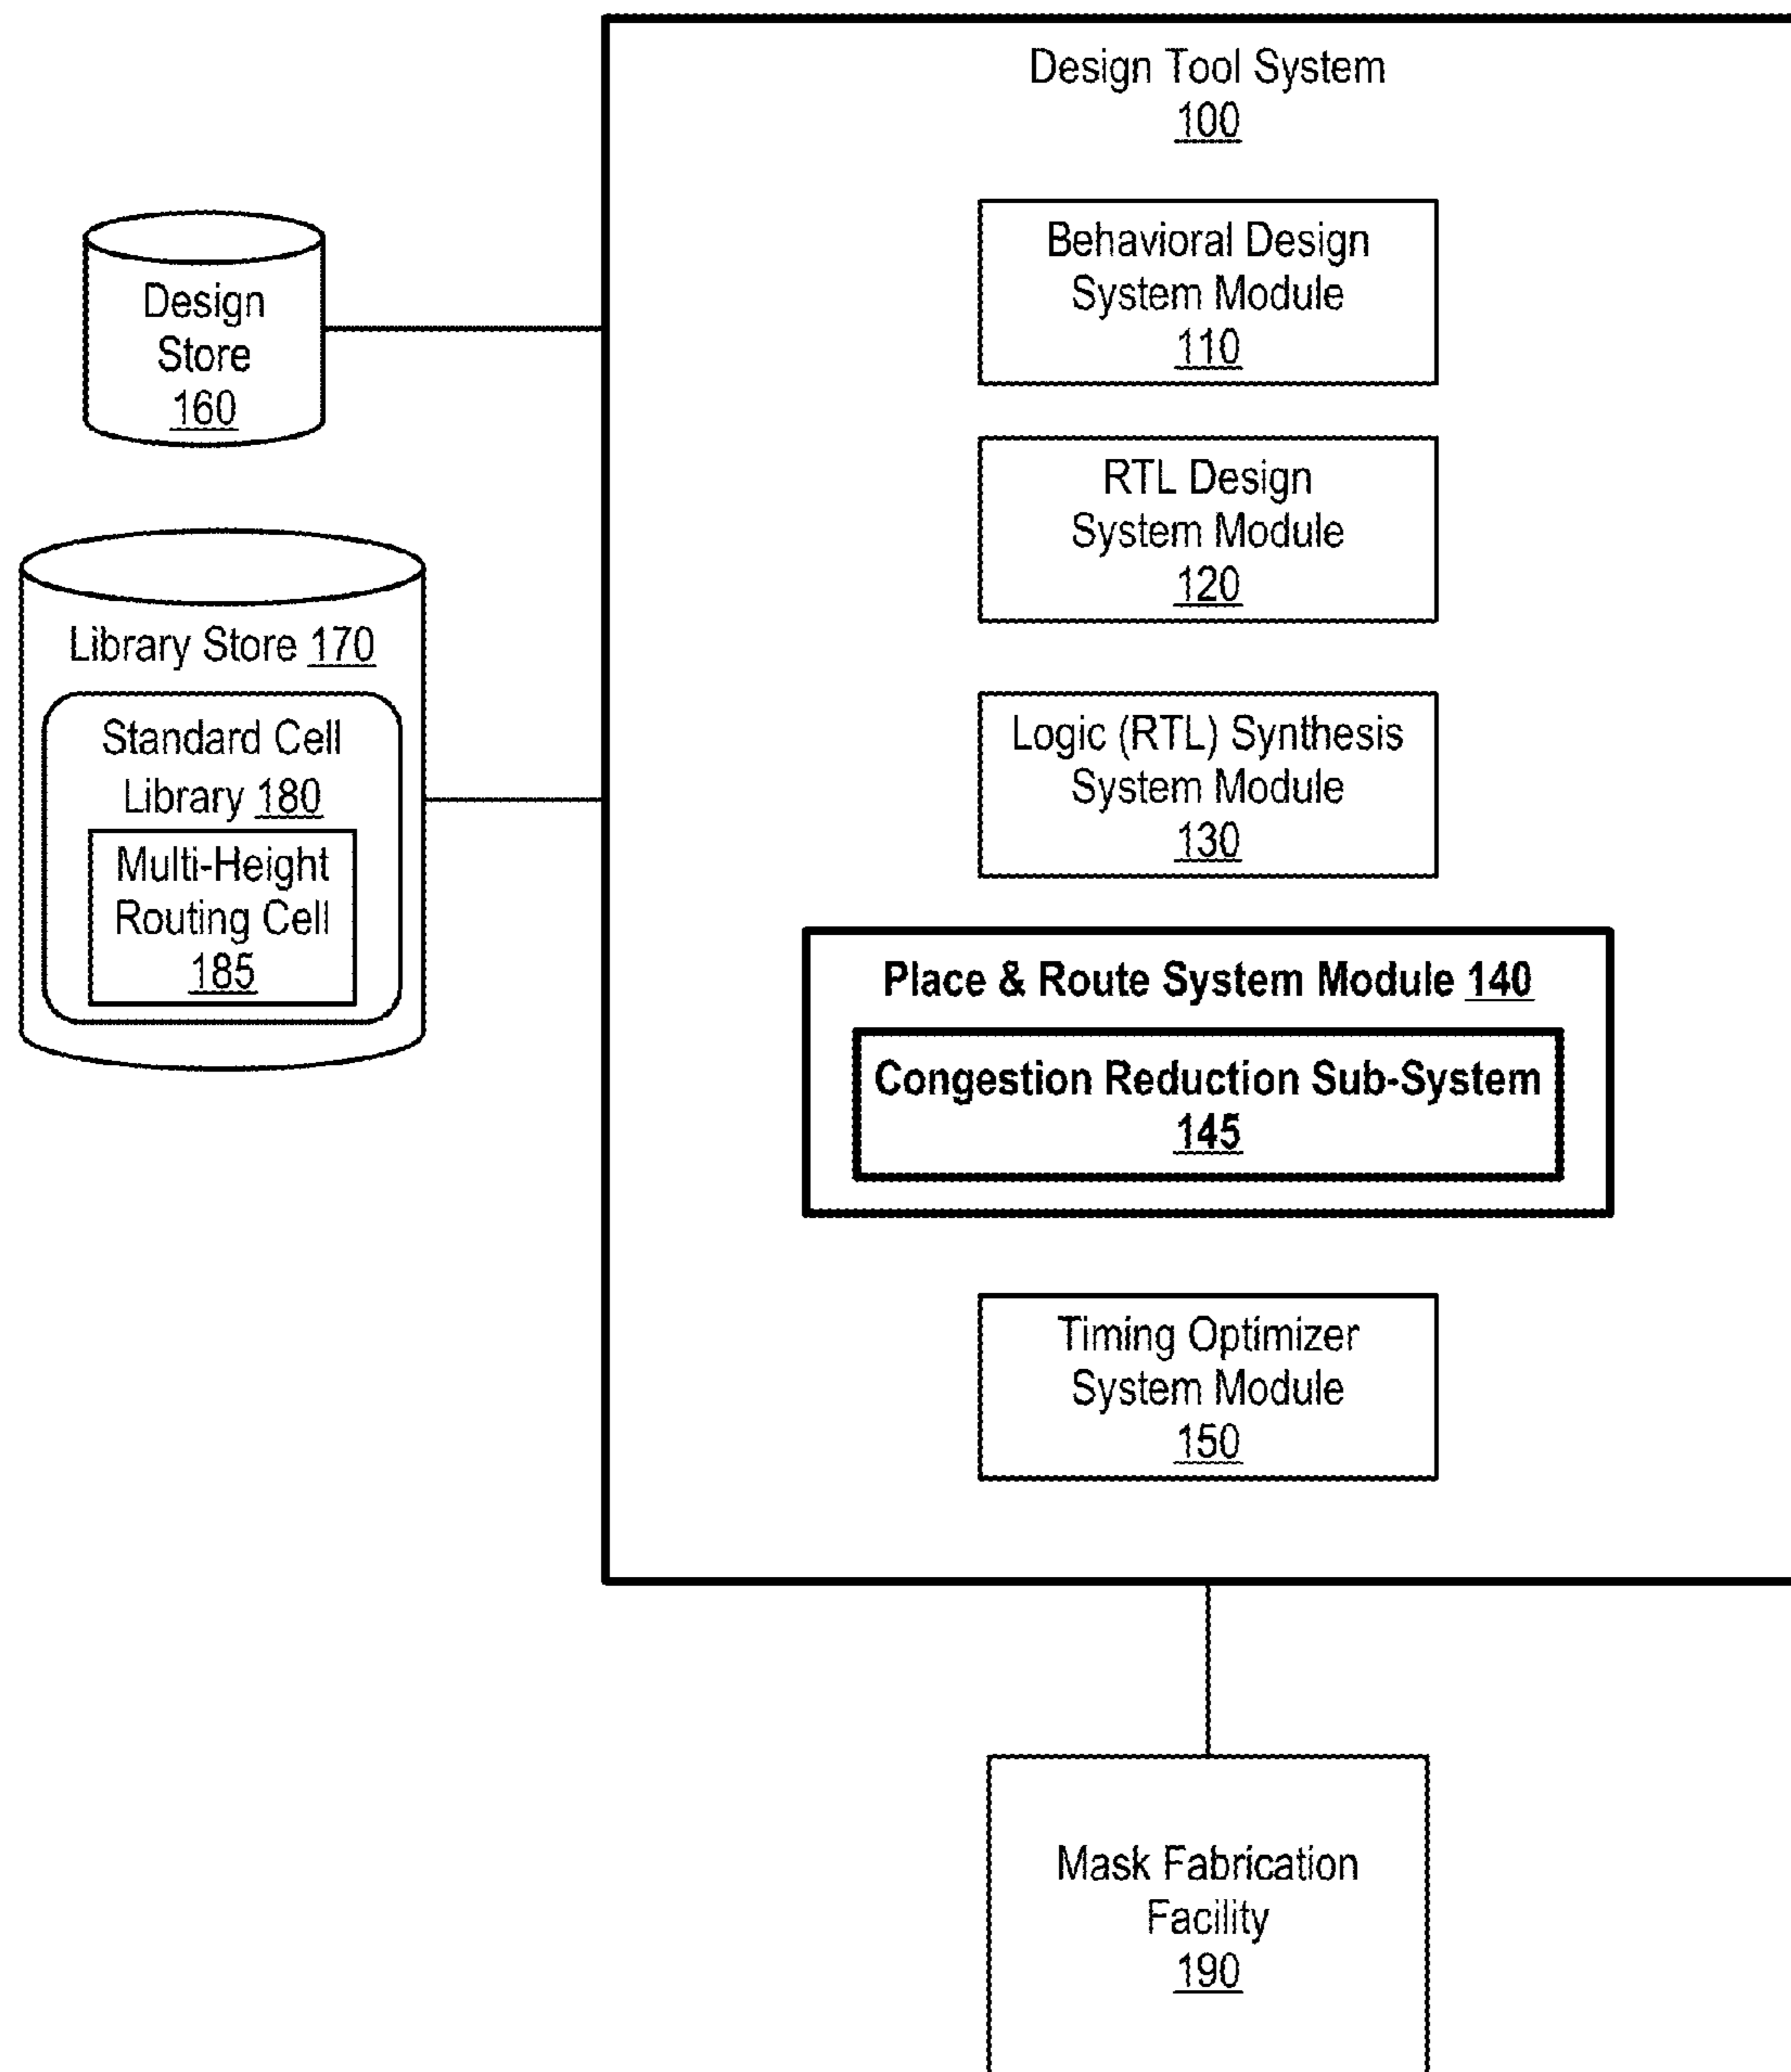 Design Tool System
100
Behavioral Design
System Module
110
Design
Store
160
RTL Design
System Module
120
Library Store 170
Standard Cell
Library 180
Multi-Height
Routing Cell
185
Logic (RTL) Synthesis
System Module
130
Place & Route System Module 140
Congestion Reduction Sub-System
145
Timing Optimizer
System Module
150
Mask Fabrication
Facility
190